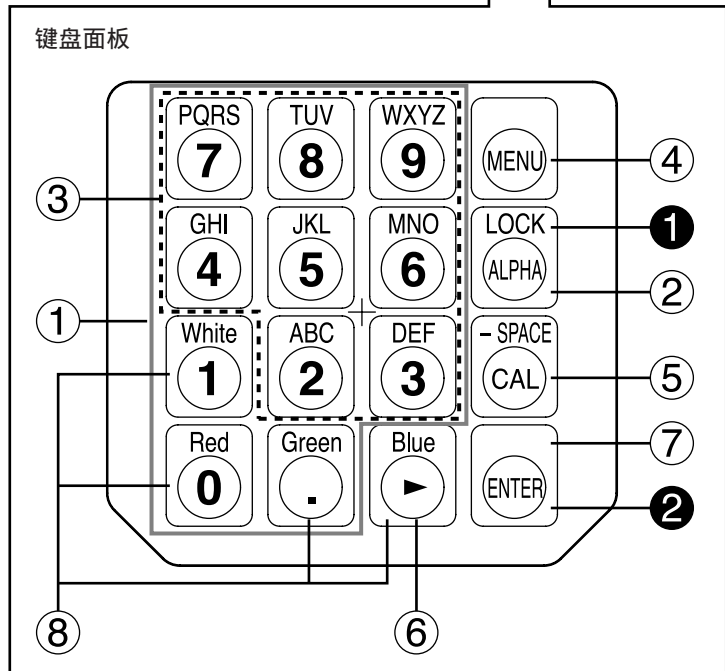 键盘面板
PQRS TUV WXYZ
7 8 9 MENU ④
③
GHI JKL MNO LOCK ❶
4 5 6 ALPHA ②
①
White ABC DEF – SPACE
1 2 3 CAL ⑤
Red Green Blue ⑦
0 . ► ENTER ❷
⑧ ⑥